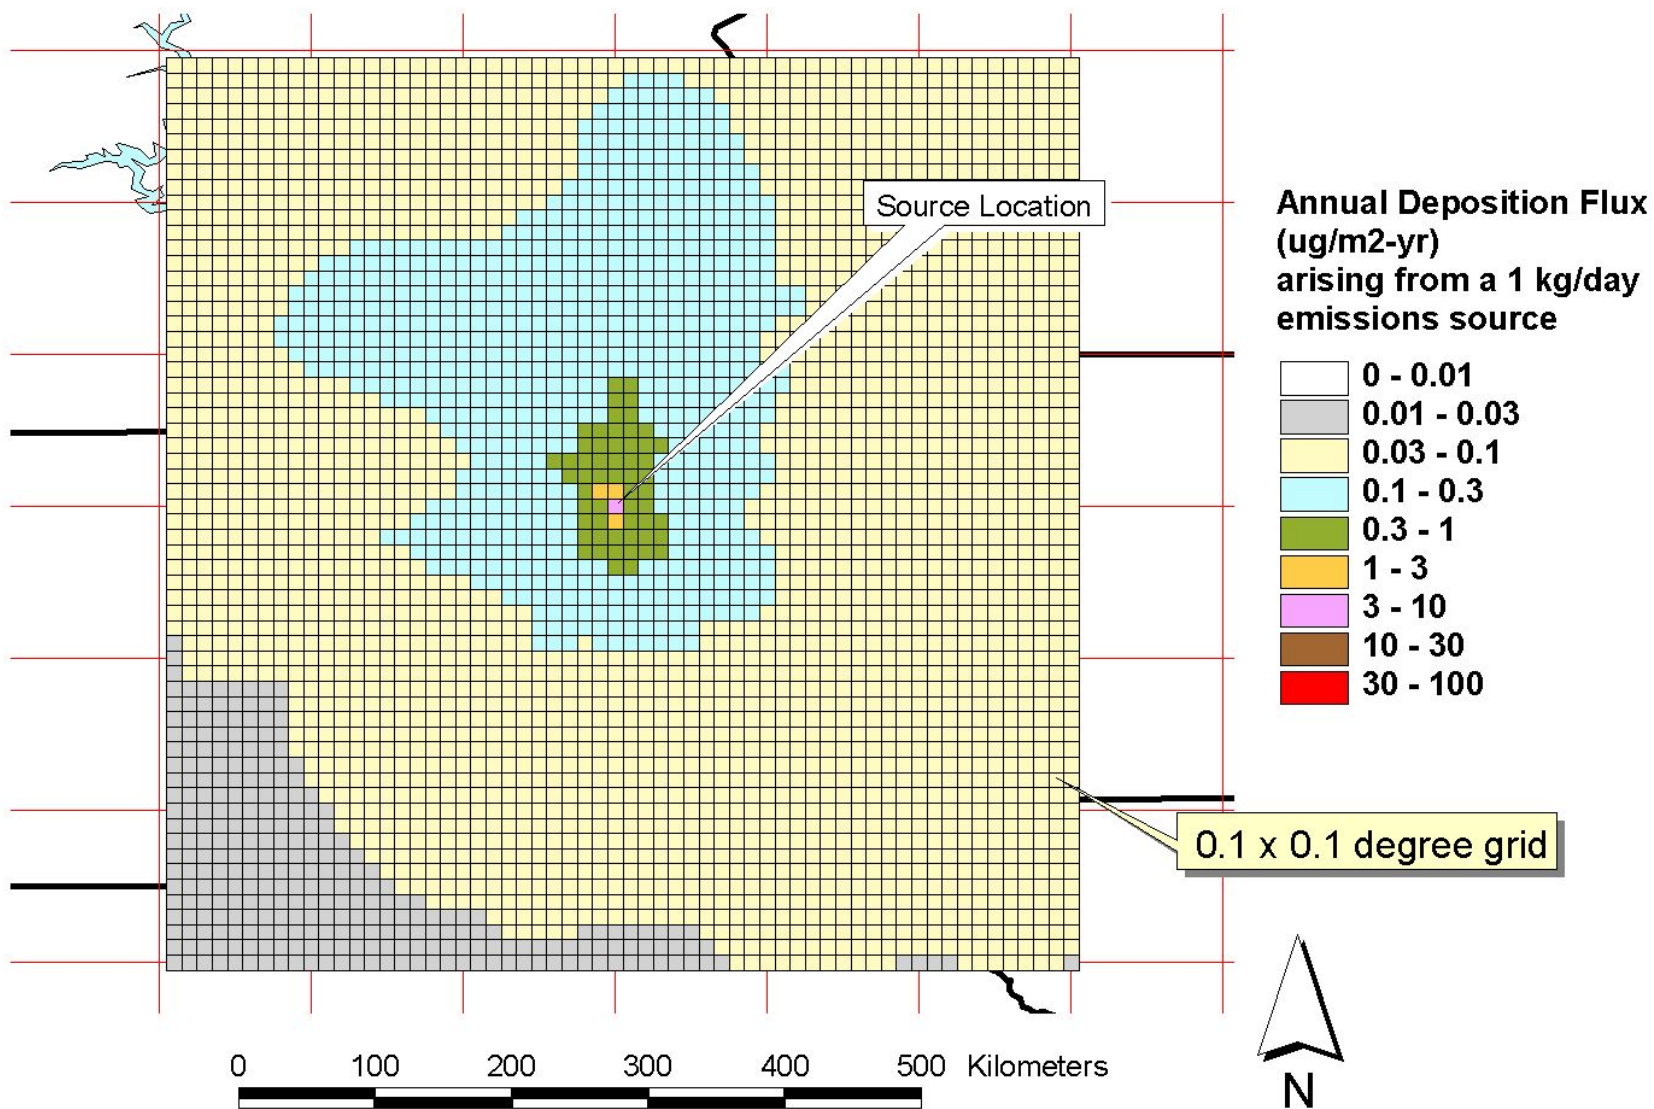 Source Location
Annual Deposition Flux
(ug/m2-yr)
arising from a 1 kg/day
emissions source
0 - 0.01
0.01 - 0.03
0.03 - 0.1
0.1 - 0.3
0.3 - 1
1 - 3
3 - 10
10 - 30
30 - 100
0.1 x 0.1 degree grid
0 100 200 300 400 500 Kilometers
N